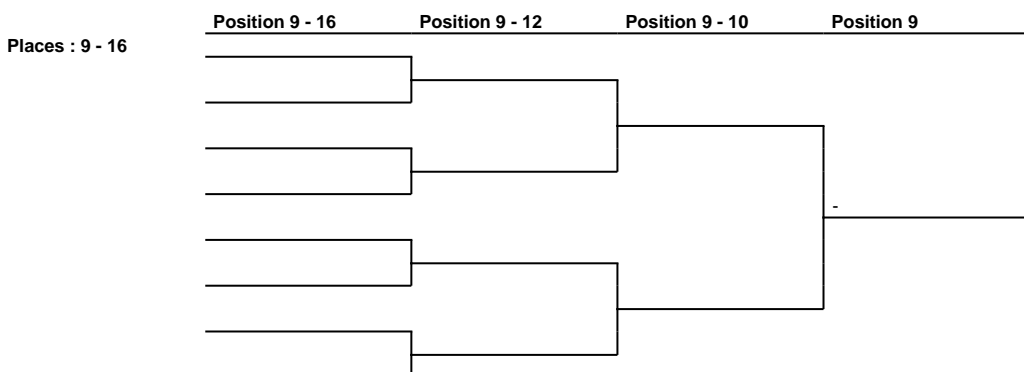 Position 9 - 16 Position 9 - 12 Position 9 - 10 Position 9
Places : 9 - 16
-